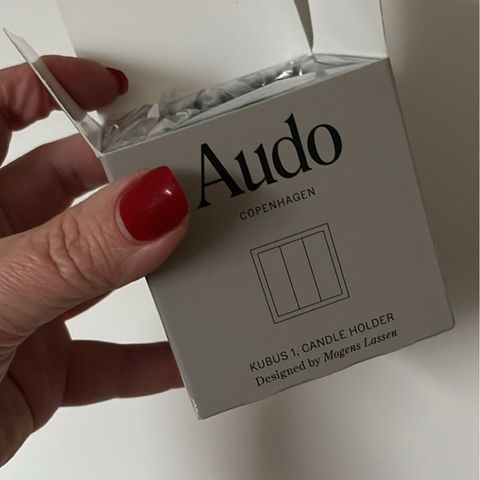 Audo
COPENHAGEN
KUBUS 1, CANDLE HOLDER
Designed by Mogens Lassen